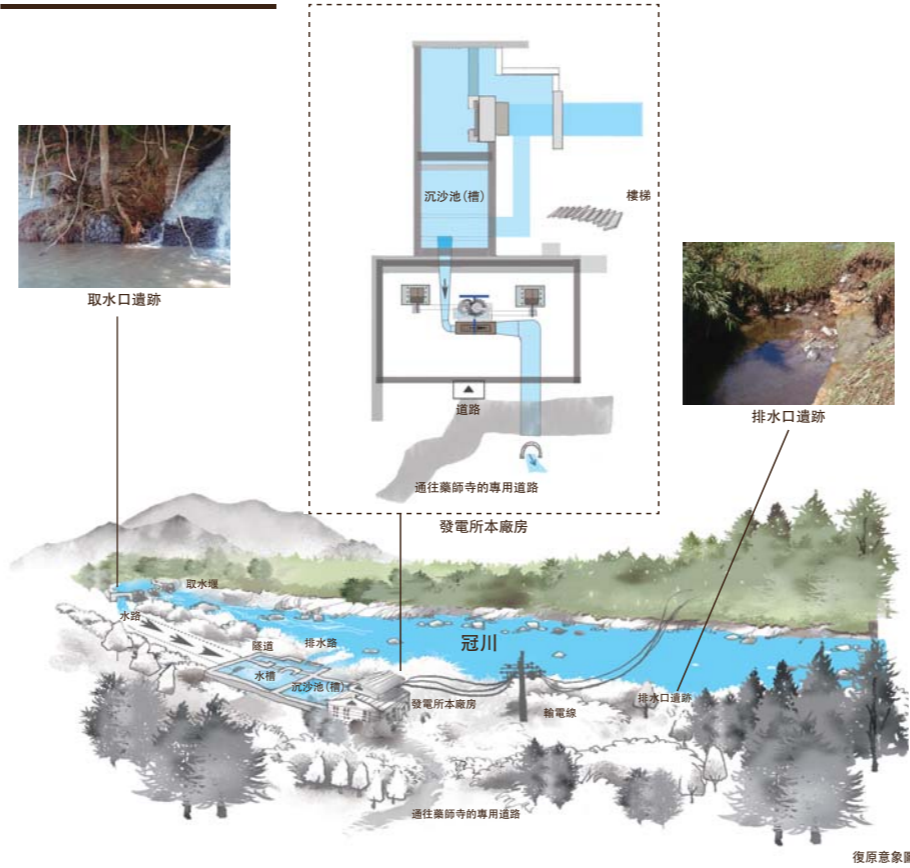 沉沙池(槽)
樓梯
取水口遺跡
道路
排水口遺跡
通往藥師寺的專用道路
發電所本廠房
取水堰
水路
排水路
隧道
冠川
水槽
沉沙池(槽)
發電所本廠房
輸電線
排水口遺跡
通往藥師寺的專用道路
復原意象圖